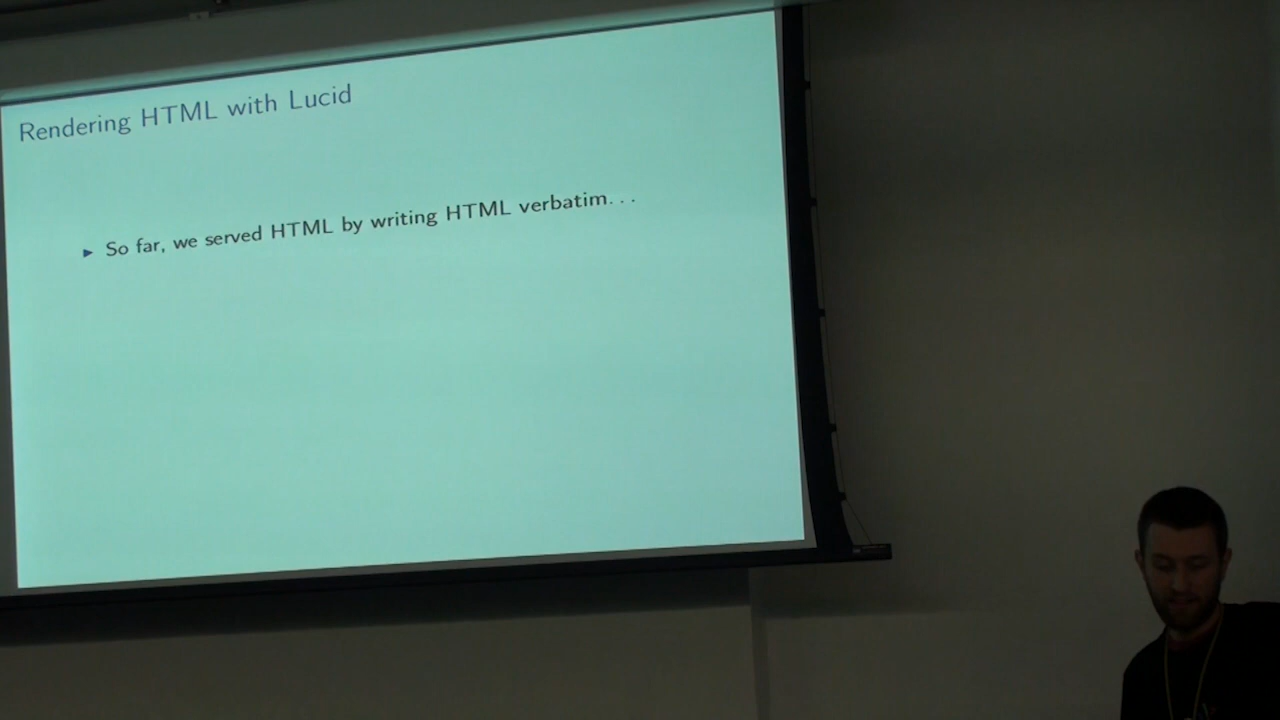 Rendering HTML with Lucid
► So far, we served HTML by writing HTML verbatim...